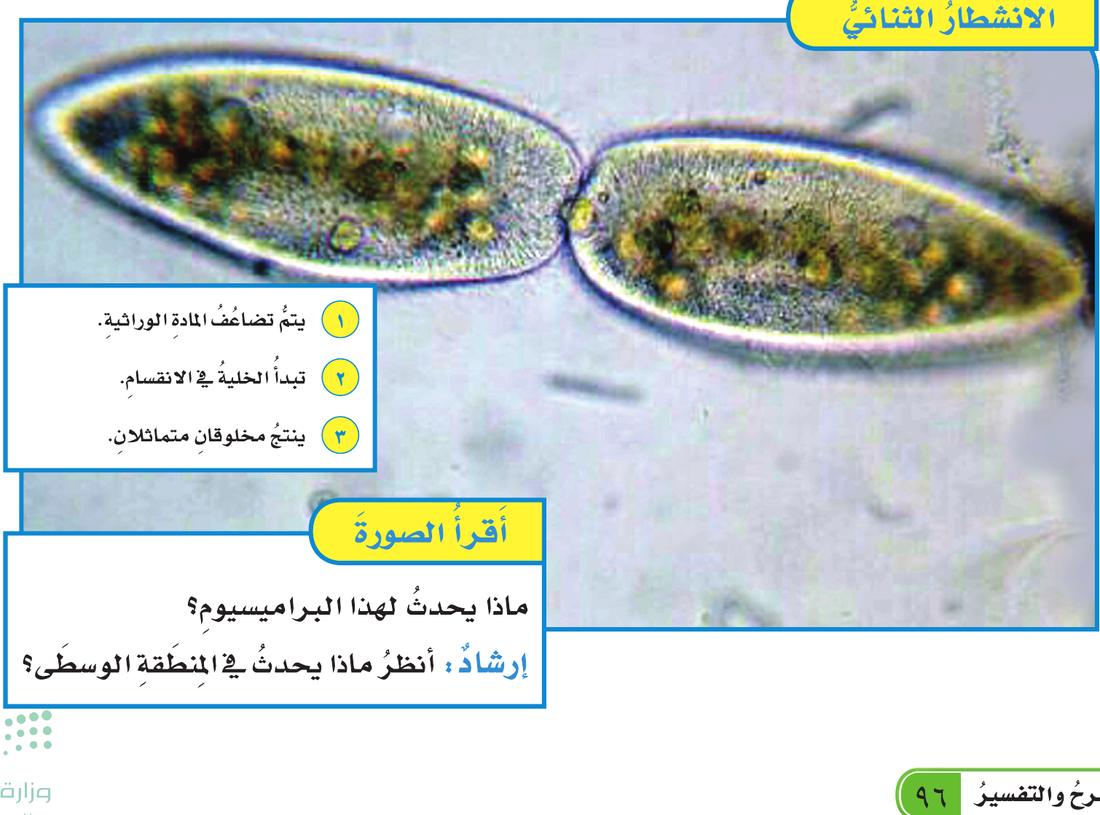 الانشطارُ الثنائيُّ
١ يتمُّ تضاعُفُ المادةِ الوراثيةِ.
٢ تبدأُ الخليةُ في الانقسامِ.
٣ ينتجُ مخلوقانِ متماثلانِ.
أَقرأُ الصورةَ
ماذا يحدثُ لهذا البراميسيومِ؟
إرشادٌ: أنظرُ ماذا يحدثُ في المِنطَقةِ الوسطَى؟
وزارة
والتفسيرُ ٩٦